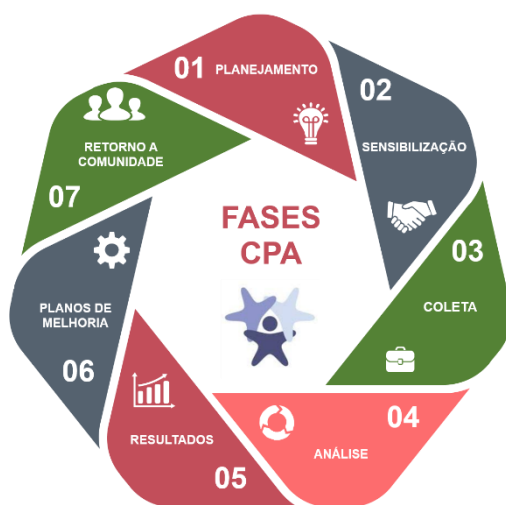 01 PLANEJAMENTO
02
SENSIBILIZAÇÃO
03
COLETA
04
ANÁLISE
05
RESULTADOS
06
PLANOS DE
MELHORIA
07
RETORNO A
COMUNIDADE
FASES
CPA